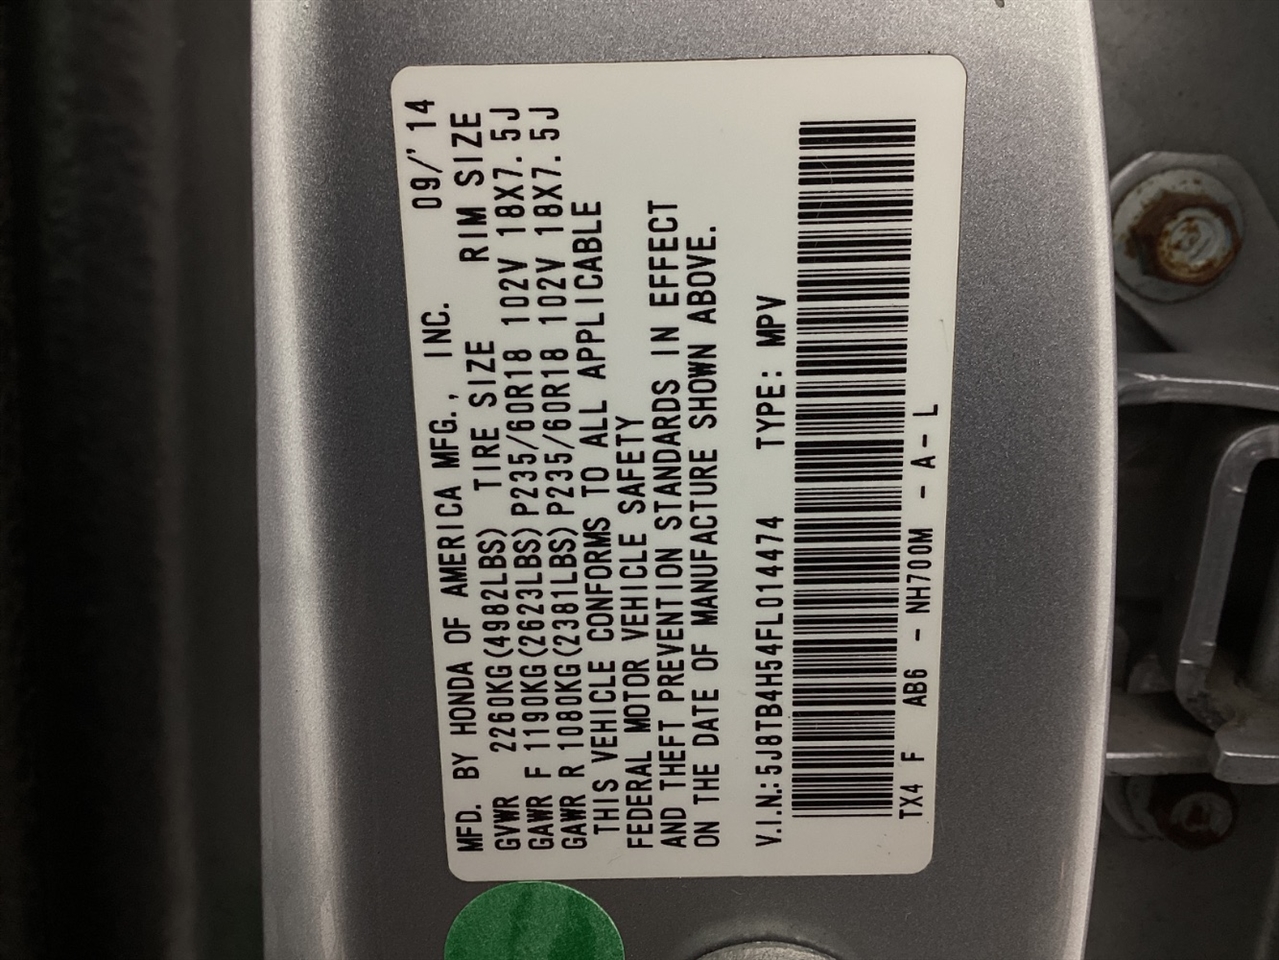 MFD. BY HONDA OF AMERICA MFG., INC. 09/'14
GVWR 2260KG(4982LBS) TIRE SIZE RIM SIZE
GAWR F 1190KG(2623LBS) P235/60R18 102V 18X7.5J
GAWR R 1080KG(2381LBS) P235/60R18 102V 18X7.5J
THIS VEHICLE CONFORMS TO ALL APPLICABLE
FEDERAL MOTOR VEHICLE SAFETY
AND THEFT PREVENTION STANDARDS IN EFFECT
ON THE DATE OF MANUFACTURE SHOWN ABOVE.
V.I.N.: 5J8TB4H54FL014474 TYPE: MPV
TX4 F AB6 - NH700M - A - L